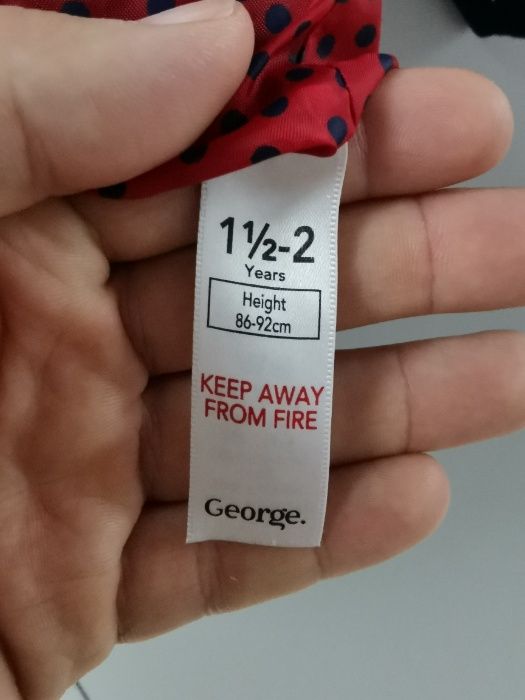 1½-2
Years
Height
86-92cm
KEEP AWAY
FROM FIRE
George.